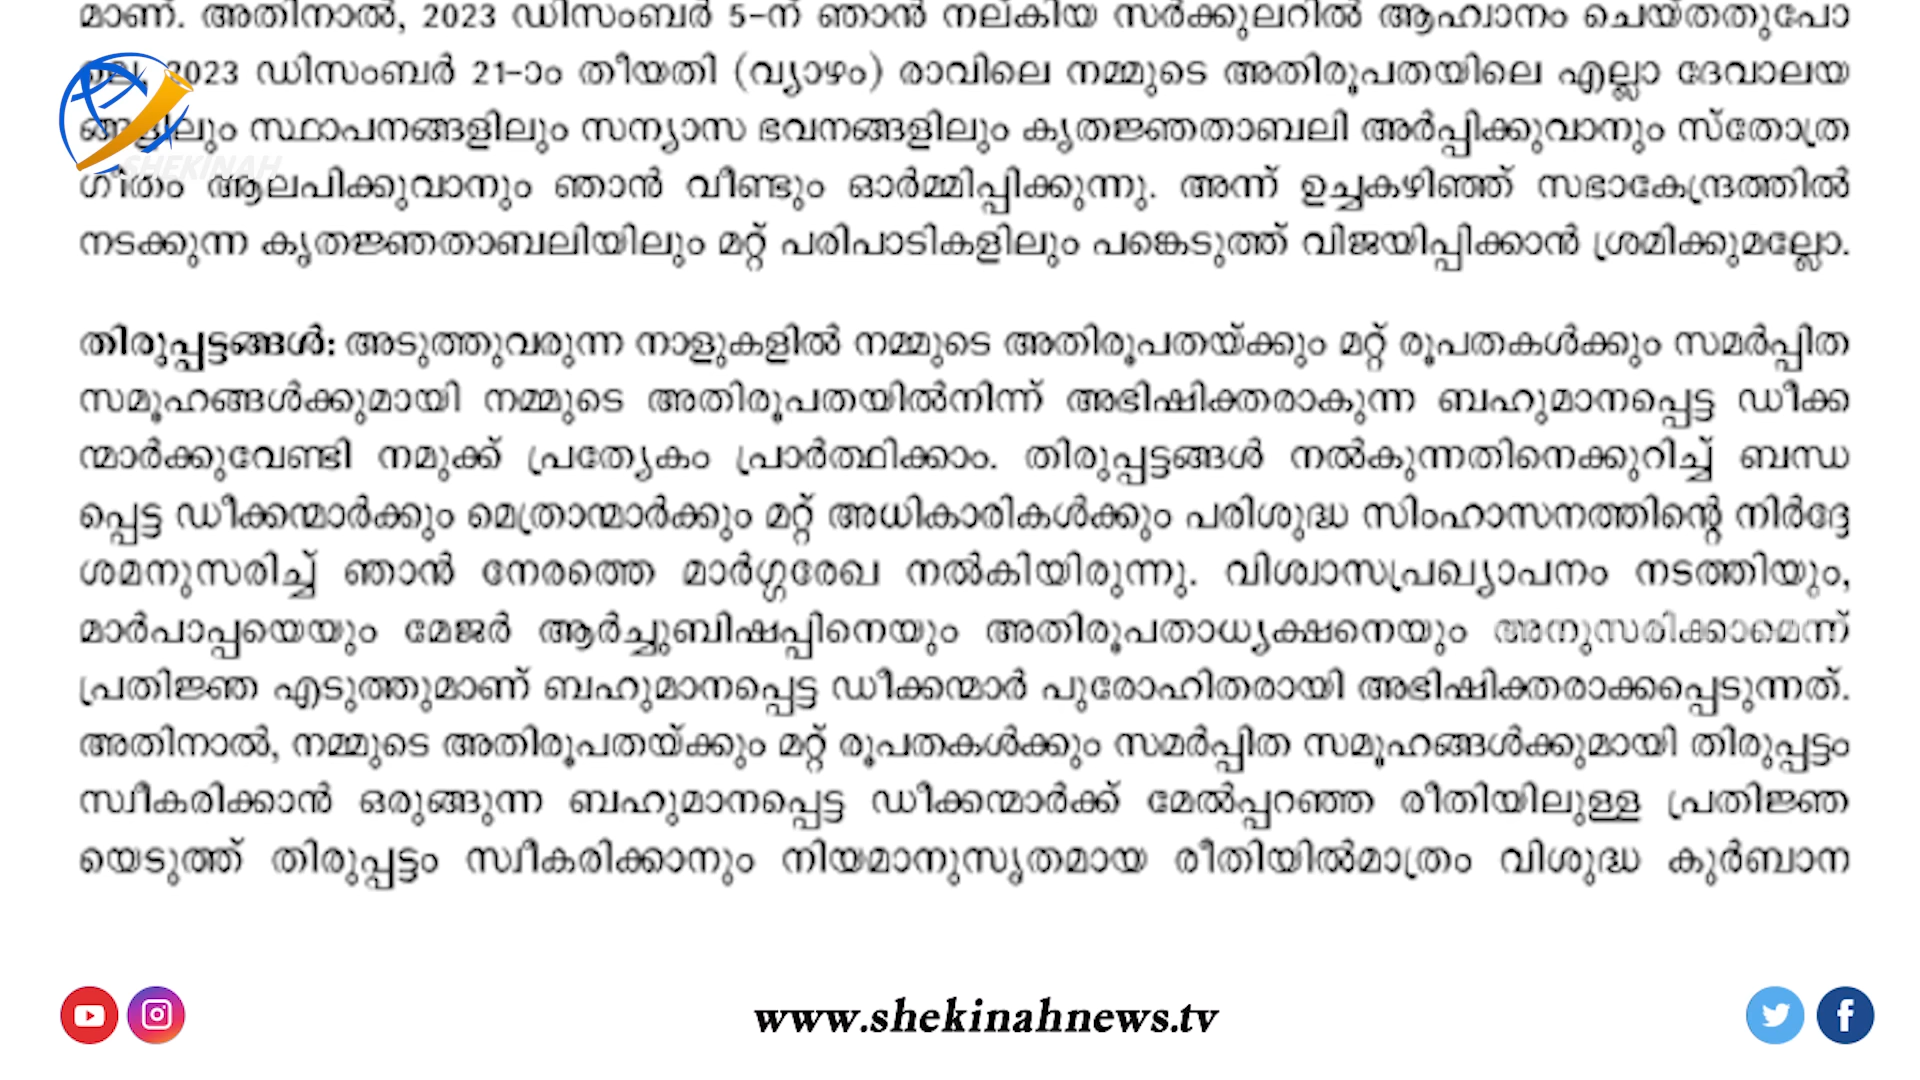 മാണ്. അതിനാൽ, 2023 ഡിസംബർ 5-ന് ഞാൻ നല്കിയ സർക്കുലറിൽ ആഹ്വാനം ചെയ്തതുപോ
ലെ, 2023 ഡിസംബർ 21-ാം തീയതി (വ്യാഴം) രാവിലെ നമ്മുടെ അതിരൂപതയിലെ എല്ലാ ദേവാലയ
ങ്ങളിലും സ്ഥാപനങ്ങളിലും സന്യാസ ഭവനങ്ങളിലും കൃതജ്ഞതാബലി അർപ്പിക്കുവാനും സ്തോത്ര
SHEKINAH
ഗീതം ആലപിക്കുവാനും ഞാൻ വീണ്ടും ഓർമ്മിപ്പിക്കുന്നു. അന്ന് ഉച്ചകഴിഞ്ഞ് സഭാകേന്ദ്രത്തിൽ
നടക്കുന്ന കൃതജ്ഞതാബലിയിലും മറ്റ് പരിപാടികളിലും പങ്കെടുത്ത് വിജയിപ്പിക്കാൻ ശ്രമിക്കുമല്ലോ.
തിരുപ്പട്ടങ്ങൾ: അടുത്തുവരുന്ന നാളുകളിൽ നമ്മുടെ അതിരൂപതയ്ക്കും മറ്റ് രൂപതകൾക്കും സമർപ്പിത
സമൂഹങ്ങൾക്കുമായി നമ്മുടെ അതിരൂപതയിൽനിന്ന് അഭിഷിക്തരാകുന്ന ബഹുമാനപ്പെട്ട ഡീക്ക
ന്മാർക്കുവേണ്ടി നമുക്ക് പ്രത്യേകം പ്രാർത്ഥിക്കാം. തിരുപ്പട്ടങ്ങൾ നൽകുന്നതിനെക്കുറിച്ച് ബന്ധ
പ്പെട്ട ഡീക്കന്മാർക്കും മെത്രാന്മാർക്കും മറ്റ് അധികാരികൾക്കും പരിശുദ്ധ സിംഹാസനത്തിന്റെ നിർദ്ദേ
ശമനുസരിച്ച് ഞാൻ നേരത്തെ മാർഗ്ഗരേഖ നൽകിയിരുന്നു. വിശ്വാസപ്രഖ്യാപനം നടത്തിയും,
മാർപാപ്പയെയും മേജർ ആർച്ചുബിഷപ്പിനെയും അതിരൂപതാധ്യക്ഷനെയും അനുസരിക്കാമെന്ന്
പ്രതിജ്ഞ എടുത്തുമാണ് ബഹുമാനപ്പെട്ട ഡീക്കന്മാർ പുരോഹിതരായി അഭിഷിക്തരാക്കപ്പെടുന്നത്.
അതിനാൽ, നമ്മുടെ അതിരൂപതയ്ക്കും മറ്റ് രൂപതകൾക്കും സമർപ്പിത സമൂഹങ്ങൾക്കുമായി തിരുപ്പട്ടം
സ്വീകരിക്കാൻ ഒരുങ്ങുന്ന ബഹുമാനപ്പെട്ട ഡീക്കന്മാർക്ക് മേൽപ്പറഞ്ഞ രീതിയിലുള്ള പ്രതിജ്ഞ
യെടുത്ത് തിരുപ്പട്ടം സ്വീകരിക്കാനും നിയമാനുസൃതമായ രീതിയിൽമാത്രം വിശുദ്ധ കുർബാന
www.shekinahnews.tv